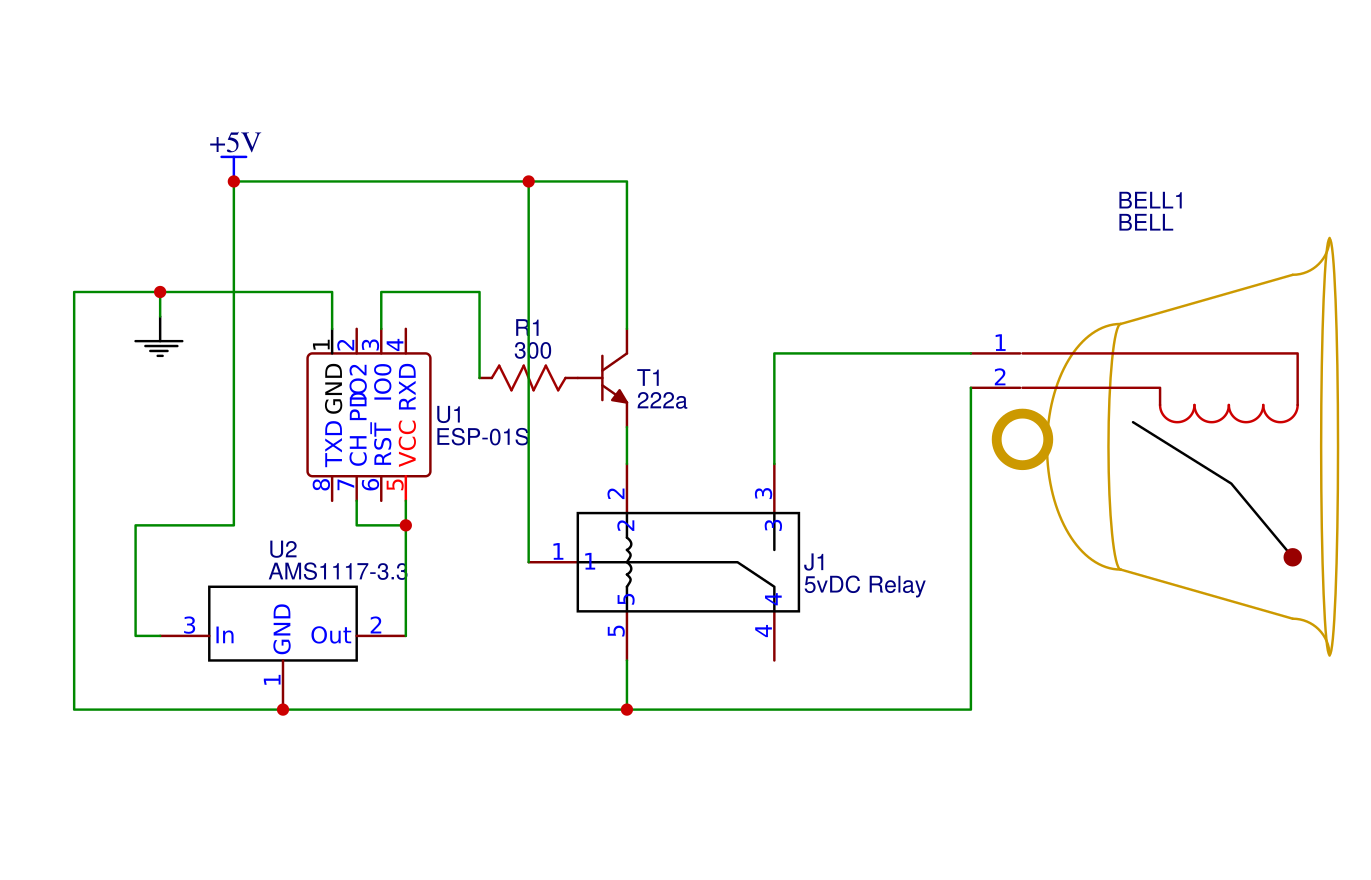 +5V
BELL1
BELL
R1
300
T1
222a
1
2
3
4
GND
IO2
IO0
RXD
TXD
CH_PD
RST
VCC
8
7
6
5
U1
ESP-01S
1
2
2
2
3
3
1
1
5
5
4
4
J1
5vDC Relay
U2
AMS1117-3.3
3
In
GND
Out
2
1